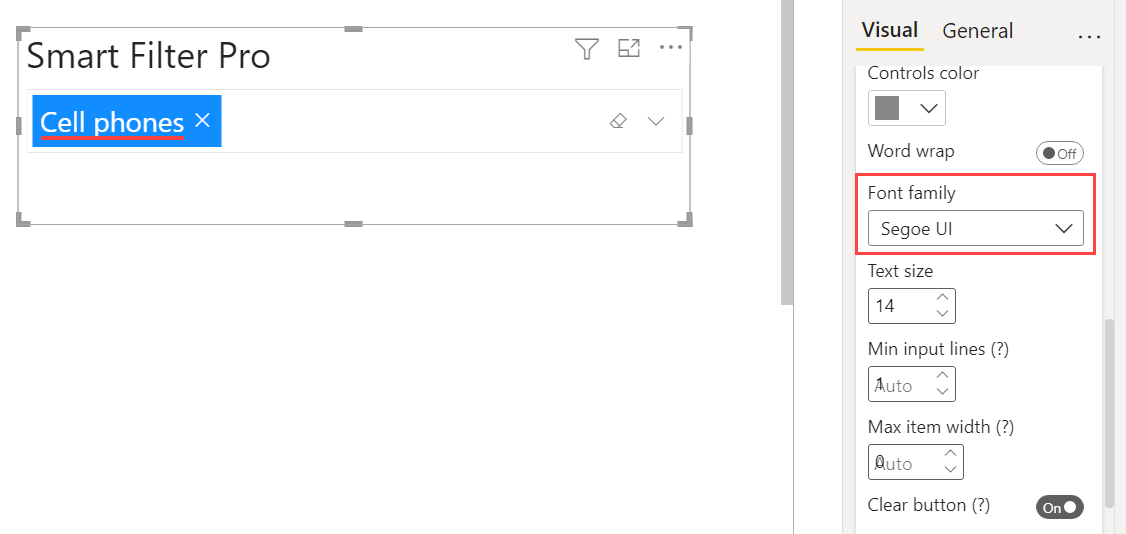 Smart Filter Pro
Cell phones
Visual General
Controls color
Word wrap Off
Font family
Segoe UI
Text size
14
Min input lines (?)
1 Auto
Max item width (?)
0 Auto
Clear button (?) On